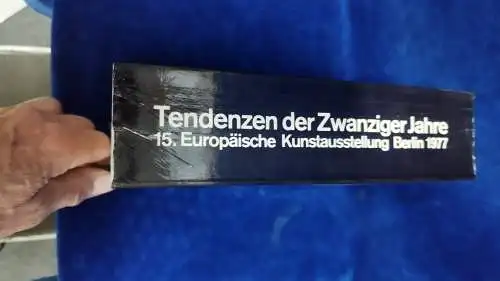 Tendenzen der Zwanziger Jahre
15. Europäische Kunstausstellung Berlin 1977